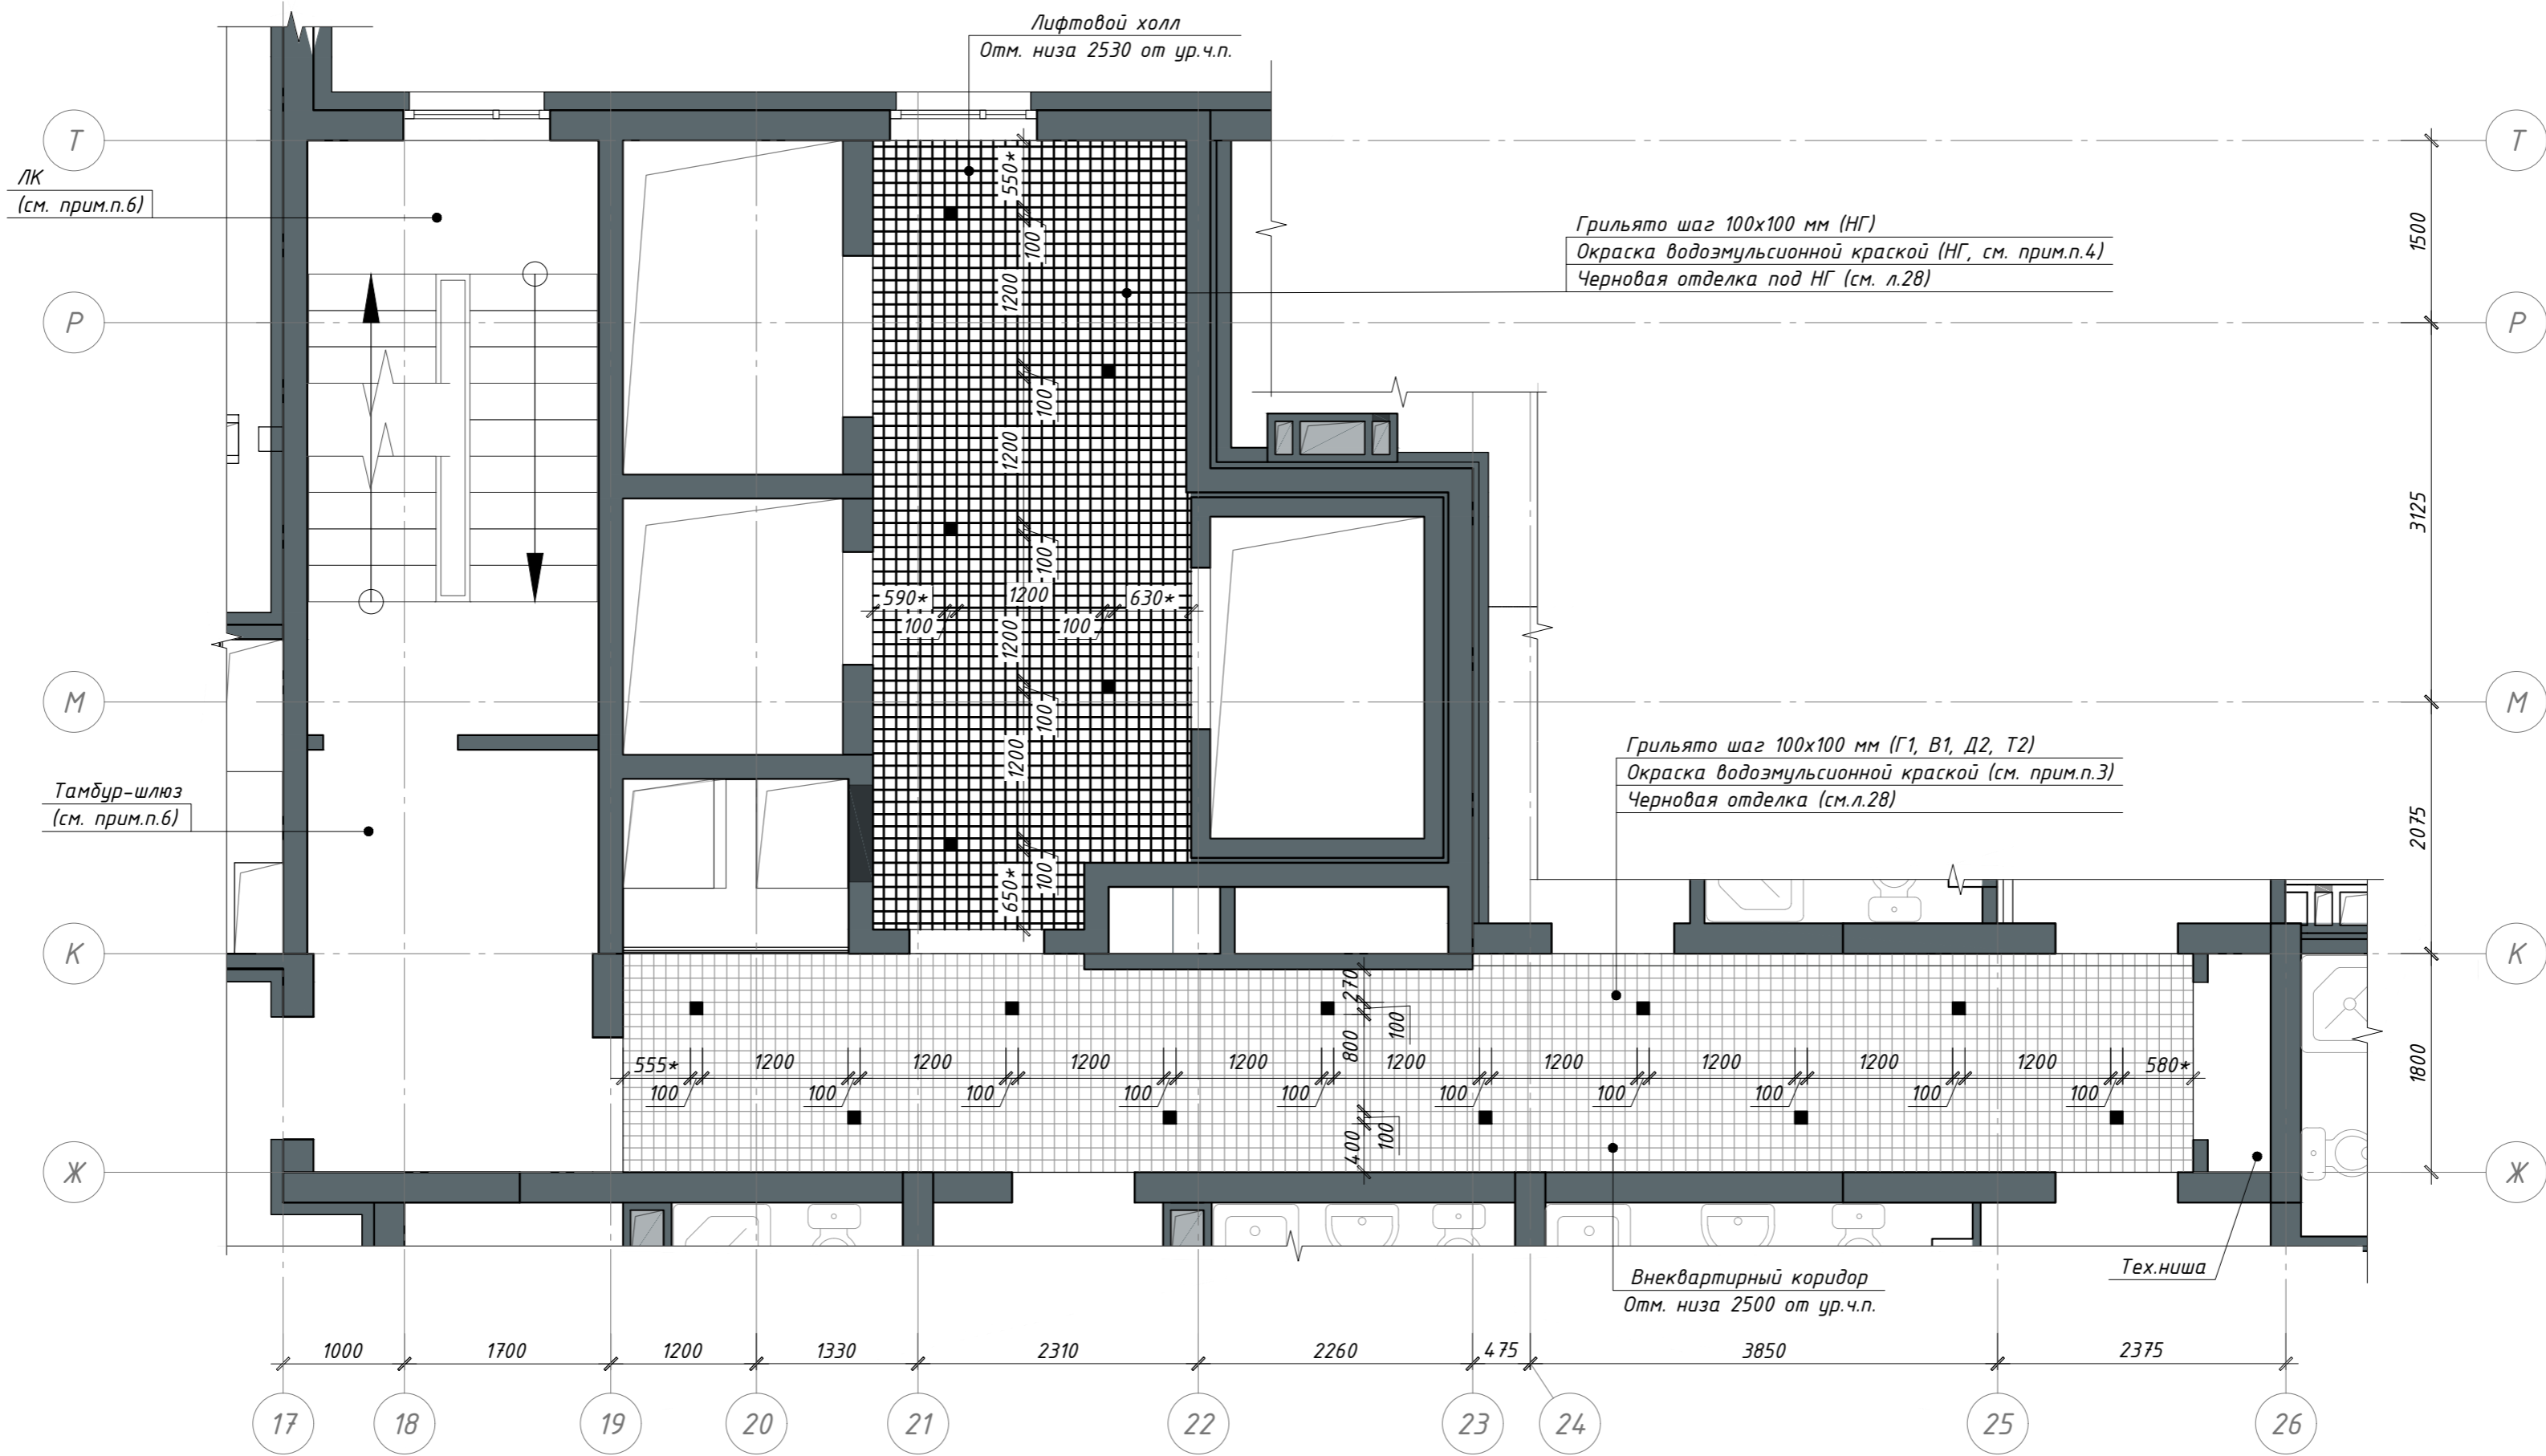 Лифтовой холл
Отм. низа 2530 от ур.ч.п.
Т
Т
ЛК
(см. прим.п.6)
550*
100
1200
Грильято шаг 100х100 мм (НГ)
Окраска водоэмульсионной краской (НГ, см. прим.п.4)
Черновая отделка под НГ (см. л.28)
1500
Р
Р
100
1200
3125
100
590*
1200
630*
100
100
1200
М
М
100
1200
Грильято шаг 100х100 мм (Г1, В1, Д2, Т2)
Окраска водоэмульсионной краской (см. прим.п.3)
Черновая отделка (см.л.28)
Тамбур-шлюз
(см. прим.п.6)
2075
100
650*
К
К
270
100
800
555*
1200
1200
1200
1200
1200
1200
1200
1200
1200
580*
100
100
100
100
100
100
100
100
100
100
1800
100
400
Ж
Ж
Внеквартирный коридор
Отм. низа 2500 от ур.ч.п.
Тех.ниша
1000
1700
1200
1330
2310
2260
475
3850
2375
17
18
19
20
21
22
23
24
25
26